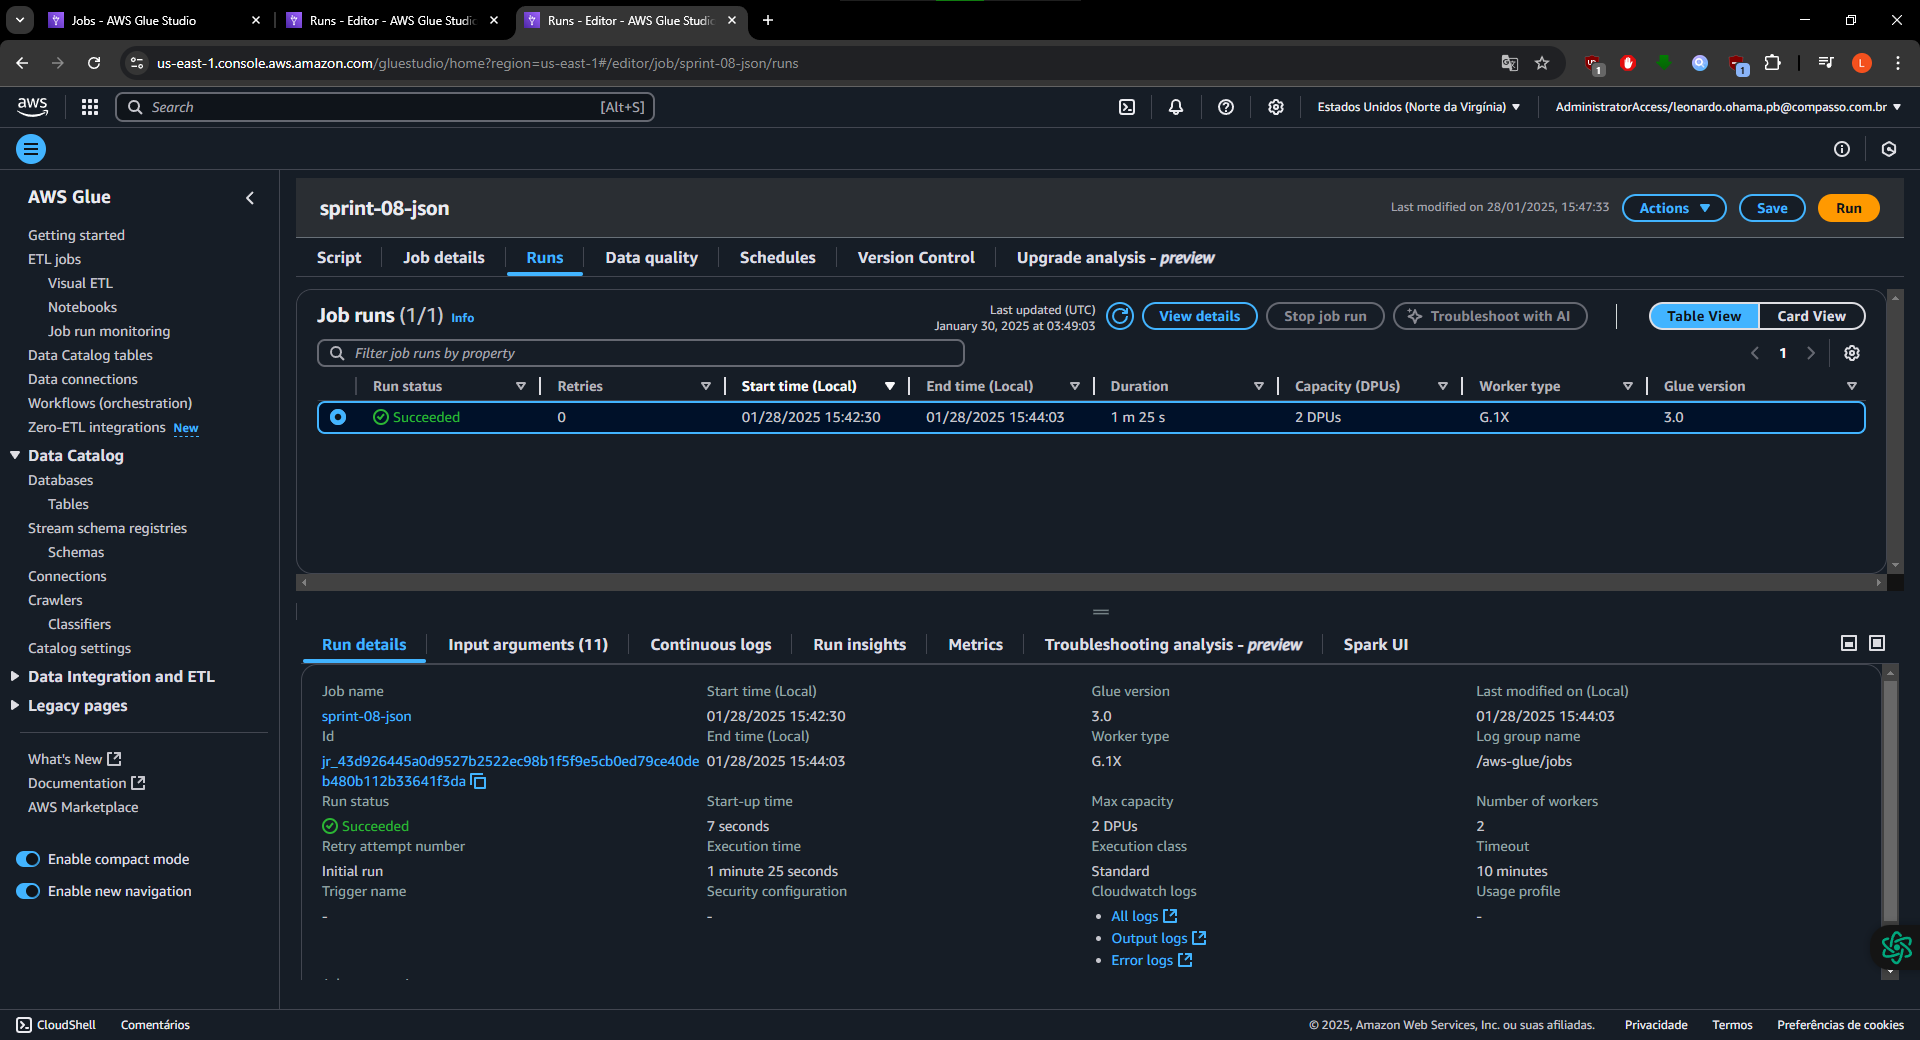 Jobs - AWS Glue Studio
Runs - Editor - AWS Glue Studio
Runs - Editor - AWS Glue Studio
us-east-1.console.aws.amazon.com/gluestudio/home?region=us-east-1#/editor/job/sprint-08-json/runs
1
1
L
aws
Search
[Alt+S]
Estados Unidos (Norte da Virgínia)
AdministratorAccess/leonardo.ohama.pb@compasso.com.br
AWS Glue
Getting started
ETL jobs
Visual ETL
Notebooks
Job run monitoring
Data Catalog tables
Data connections
Workflows (orchestration)
Zero-ETL integrations New
Data Catalog
Databases
Tables
Stream schema registries
Schemas
Connections
Crawlers
Classifiers
Catalog settings
Data Integration and ETL
Legacy pages
What's New
Documentation
AWS Marketplace
Enable compact mode
Enable new navigation
sprint-08-json
Last modified on 28/01/2025, 15:47:33
Actions
Save
Run
Script
Job details
Runs
Data quality
Schedules
Version Control
Upgrade analysis - preview
Job runs (1/1) Info
Last updated (UTC)
January 30, 2025 at 03:49:03
View details
Stop job run
Troubleshoot with AI
Table View
Card View
Filter job runs by property
1
Run status Retries Start time (Local) End time (Local) Duration Capacity (DPUs) Worker type Glue version
Succeeded 0 01/28/2025 15:42:30 01/28/2025 15:44:03 1 m 25 s 2 DPUs G.1X 3.0
Run details
Input arguments (11)
Continuous logs
Run insights
Metrics
Troubleshooting analysis - preview
Spark UI
Job name Start time (Local) Glue version Last modified on (Local)
sprint-08-json 01/28/2025 15:42:30 3.0 01/28/2025 15:44:03
Id End time (Local) Worker type Log group name
jr_43d926445a0d9527b2522ec98b1f5f9e5cb0ed79ce40de 01/28/2025 15:44:03 G.1X /aws-glue/jobs
b480b112b33641f3da
Run status Start-up time Max capacity Number of workers
Succeeded 7 seconds 2 DPUs 2
Retry attempt number Execution time Execution class Timeout
Initial run 1 minute 25 seconds Standard 10 minutes
Trigger name Security configuration Cloudwatch logs Usage profile
- - -
All logs
Output logs
Error logs
CloudShell
Comentários
© 2025, Amazon Web Services, Inc. ou suas afiliadas.
Privacidade
Termos
Preferências de cookies